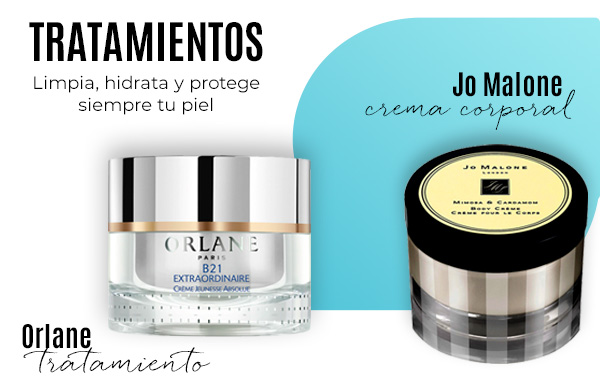 TRATAMIENTOS
Limpia, hidrata y protege
siempre tu piel
Jo Malone
crema corporal
JO MALONE
LONDON
MIMOSA & CARDAMOM
BODY CRÈME
CRÈME POUR LE CORPS
ORLANE
PARIS
B21
EXTRAORDINAIRE
CRÈME JEUNESSE ABSOLUE
Orlane
tratamiento